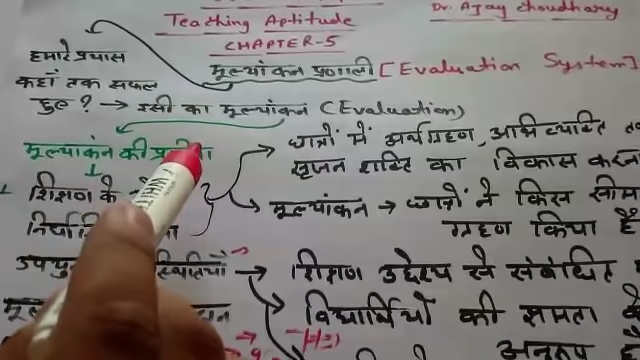 Teaching Aptitude
Dr. Ajay choudhary
CHAPTER-5
मूल्यांकन प्रणाली [Evaluation System]
हमारे प्रयास
कहाँ तक सफल
हुए? → इसी का मूल्यांकन (Evaluation)
मूल्यांकन की
→ छात्रों में अर्थग्रहण, अभिव्यक्ति
सृजन शक्ति का विकास करना
शिक्षण के
→ मूल्यांकन → छात्रों ने किस सीमा
ग्रहण किया है
→ शिक्षण उद्देश्य से संबंधित
→ विद्यार्थियों की क्षमता के
अनुरूप